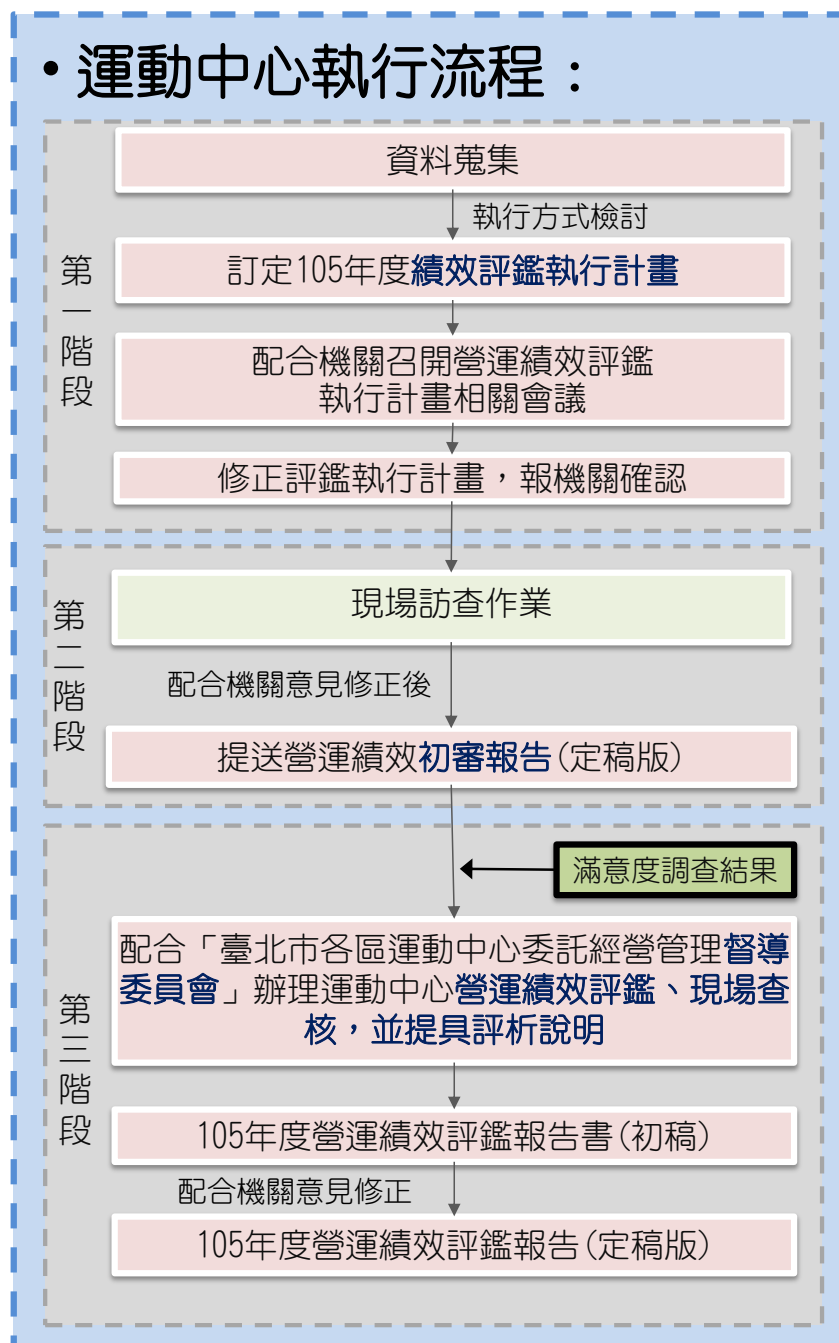 • 運動中心執行流程：
第一階段
資料蒐集
執行方式檢討
訂定105年度績效評鑑執行計畫
配合機關召開營運績效評鑑
執行計畫相關會議
修正評鑑執行計畫，報機關確認
第二階段
現場訪查作業
配合機關意見修正後
提送營運績效初審報告(定稿版)
第三階段
滿意度調查結果
配合「臺北市各區運動中心委託經營管理督導
委員會」辦理運動中心營運績效評鑑、現場查
核，並提具評析說明
105年度營運績效評鑑報告書(初稿)
配合機關意見修正
105年度營運績效評鑑報告(定稿版)